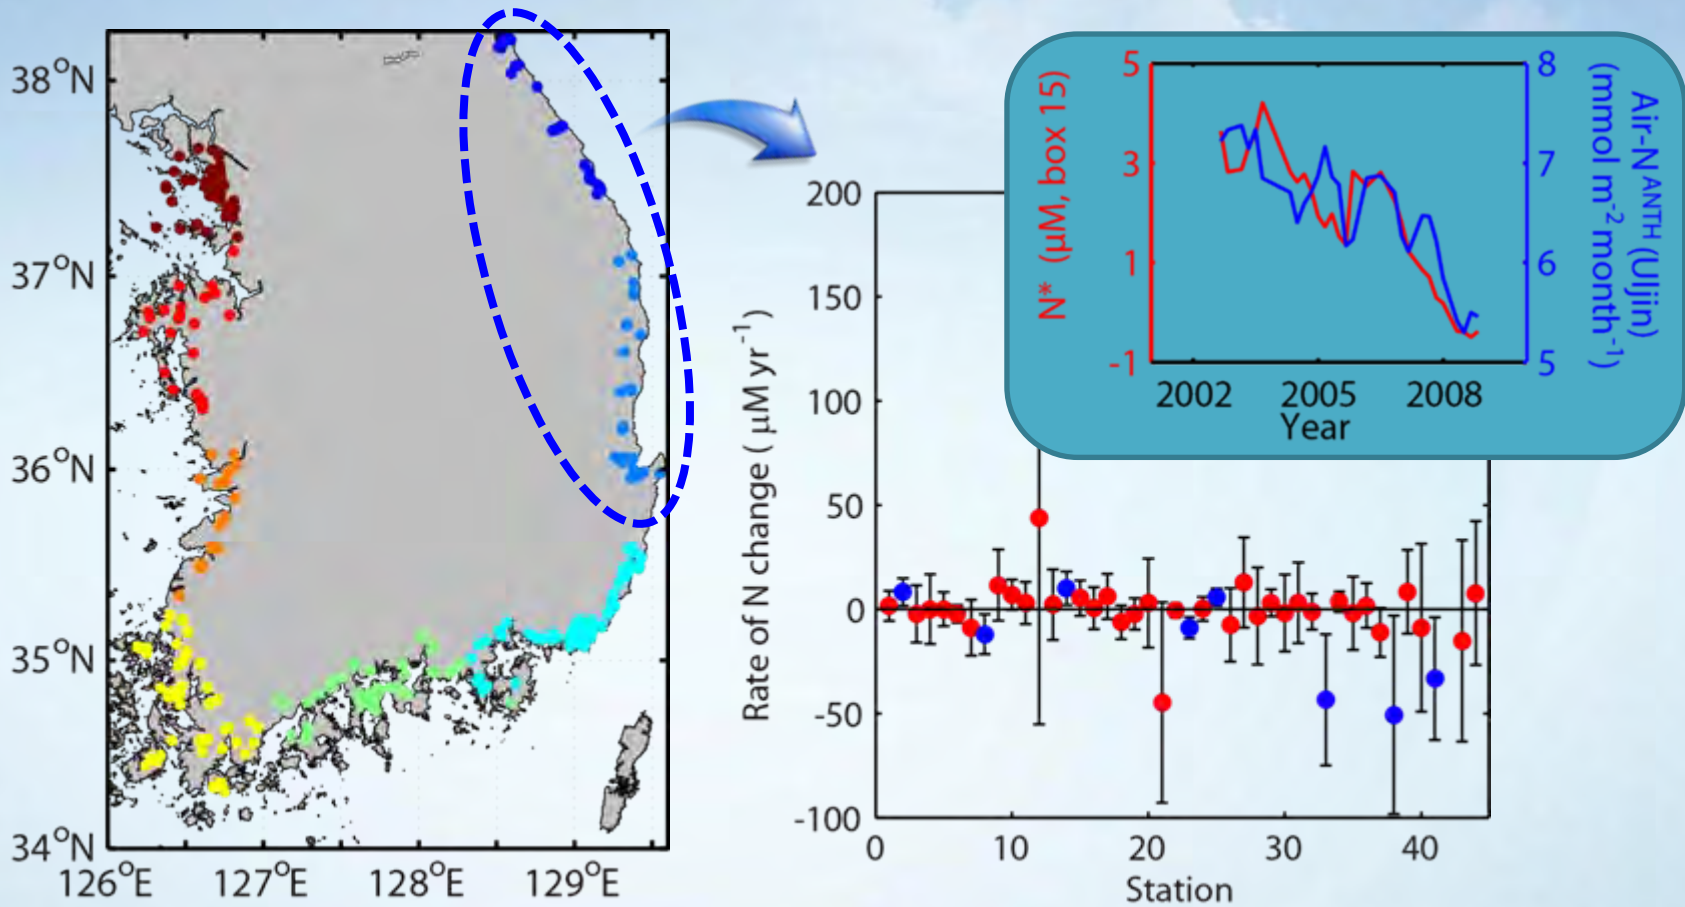 38°N
37°N
36°N
35°N
34°N
126°E
127°E
128°E
129°E
Rate of N change ( μM yr⁻¹)
200
150
100
50
0
-50
-100
0
10
20
30
40
Station
N* (μM, box 15)
5
3
1
-1
2002
2005
2008
Year
8
7
6
5
Air-N ANTH (Uljin)
(mmol m⁻² month⁻¹)